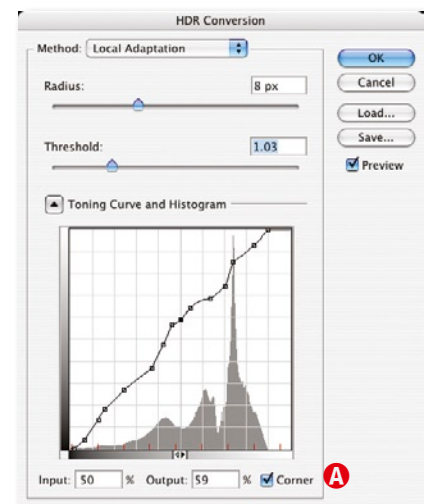 HDR Conversion
Method: Local Adaptation
OK
Radius: 8 px
Cancel
Load...
Threshold: 1.03
Save...
Preview
Toning Curve and Histogram
Input: 50 % Output: 59 % Corner
A